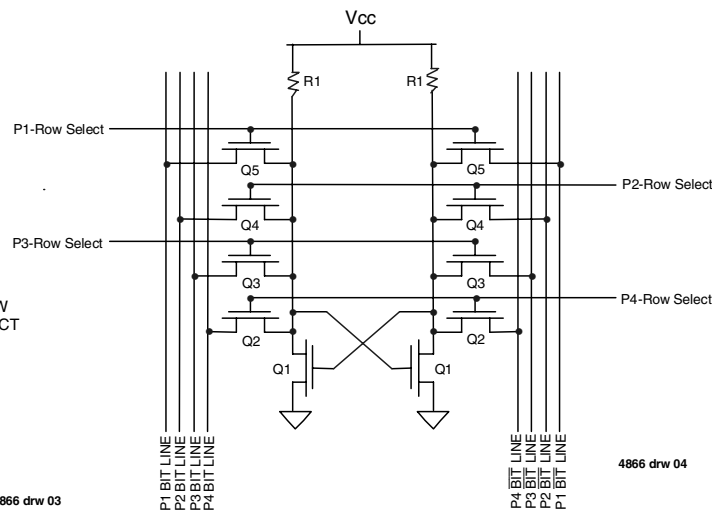 Vcc
R1 R1
P1-Row Select
Q5 Q5
P2-Row Select
Q4 Q4
P3-Row Select
Q3 Q3
P4-Row Select
Q2 Q2
Q1 Q1
P1 BIT LINE
P2 BIT LINE
P3 BIT LINE
P4 BIT LINE
P4 BIT LINE
P3 BIT LINE
P2 BIT LINE
P1 BIT LINE
4866 drw 04
866 drw 03
W
CT